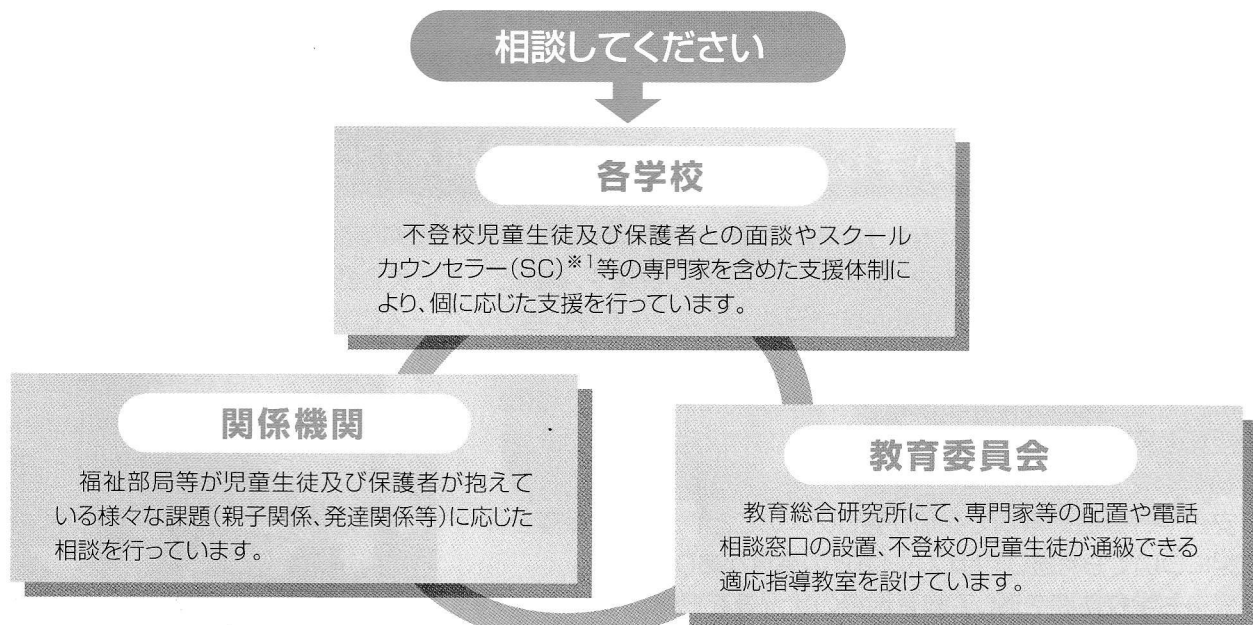 相談してください
各学校
不登校児童生徒及び保護者との面談やスクール
カウンセラー(SC)※1等の専門家を含めた支援体制に
より、個に応じた支援を行っています。
関係機関
福祉部局等が児童生徒及び保護者が抱えて
いる様々な課題(親子関係、発達関係等)に応じた
相談を行っています。
教育委員会
教育総合研究所にて、専門家等の配置や電話
相談窓口の設置、不登校の児童生徒が通級できる
適応指導教室を設けています。